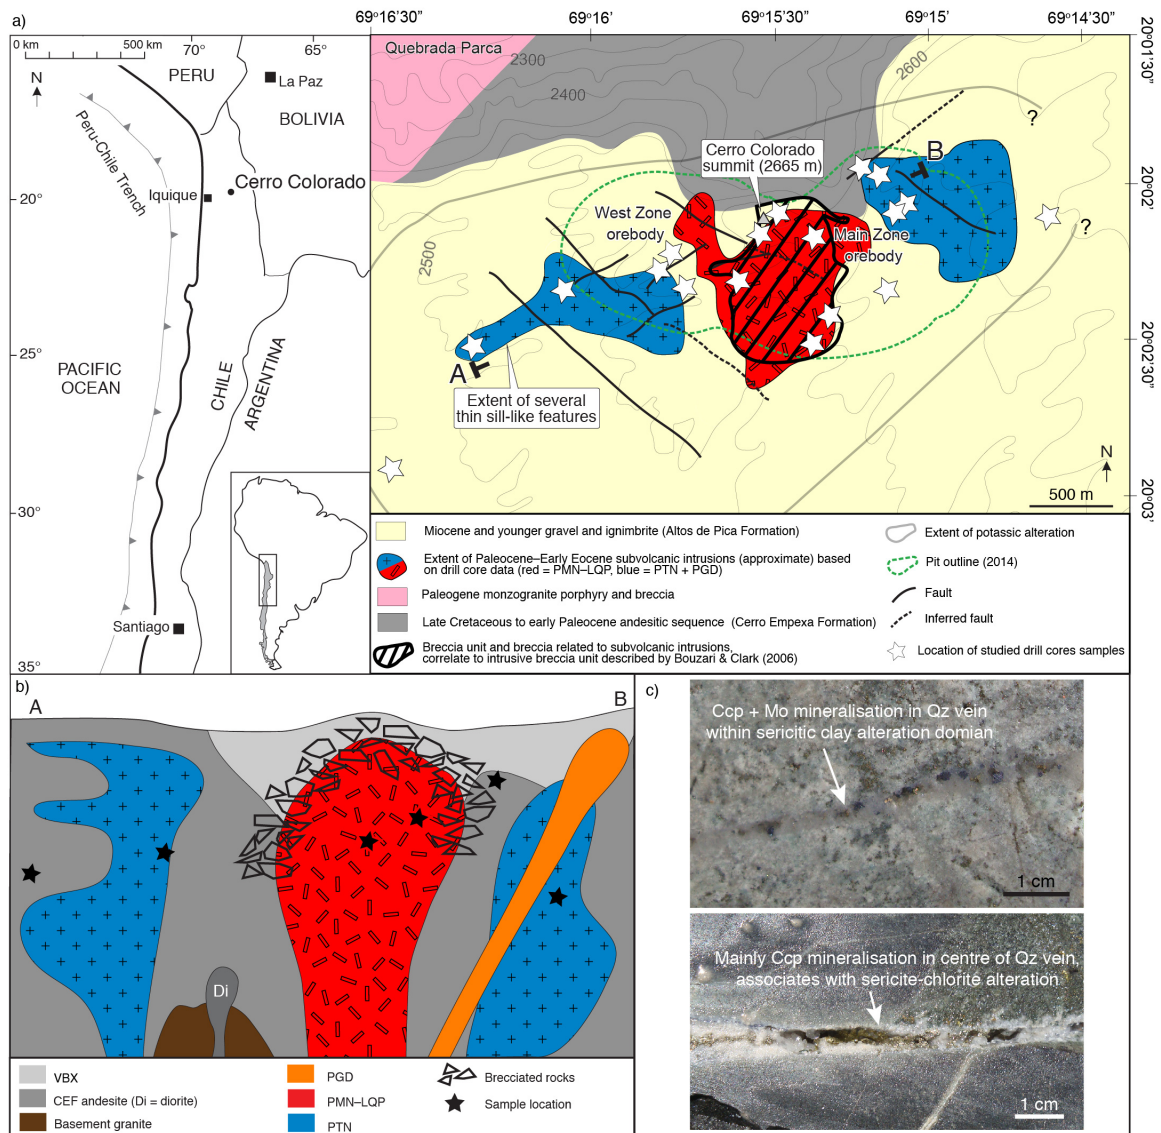 a)
69°16'30"
69°16'
69°15'30"
69°15'
69°14'30"
0 km
500 km
70°
65°
N
PERU
La Paz
BOLIVIA
Peru-Chile Trench
Cerro Colorado
Iquique
20°
25°
30°
35°
PACIFIC
OCEAN
CHILE
ARGENTINA
Santiago
Quebrada Parca
2300
2400
2600
2500
Cerro Colorado
summit (2665 m)
West Zone
orebody
Main Zone
orebody
B
?
?
A
Extent of several
thin sill-like features
N
500 m
20°01'30"
20°02'
20°02'30"
20°03'
Miocene and younger gravel and ignimbrite (Altos de Pica Formation)
Extent of Paleocene–Early Eocene subvolcanic intrusions (approximate) based
on drill core data (red = PMN–LQP, blue = PTN + PGD)
Paleogene monzogranite porphyry and breccia
Late Cretaceous to early Paleocene andesitic sequence (Cerro Empexa Formation)
Breccia unit and breccia related to subvolcanic intrusions,
correlate to intrusive breccia unit described by Bouzari & Clark (2006)
Extent of potassic alteration
Pit outline (2014)
Fault
Inferred fault
Location of studied drill cores samples
b)
A
B
Di
VBX
CEF andesite (Di = diorite)
Basement granite
PGD
PMN–LQP
PTN
Brecciated rocks
Sample location
c)
Ccp + Mo mineralisation in Qz vein
within sericitic clay alteration domian
1 cm
Mainly Ccp mineralisation in centre of Qz vein,
associates with sericite-chlorite alteration
1 cm